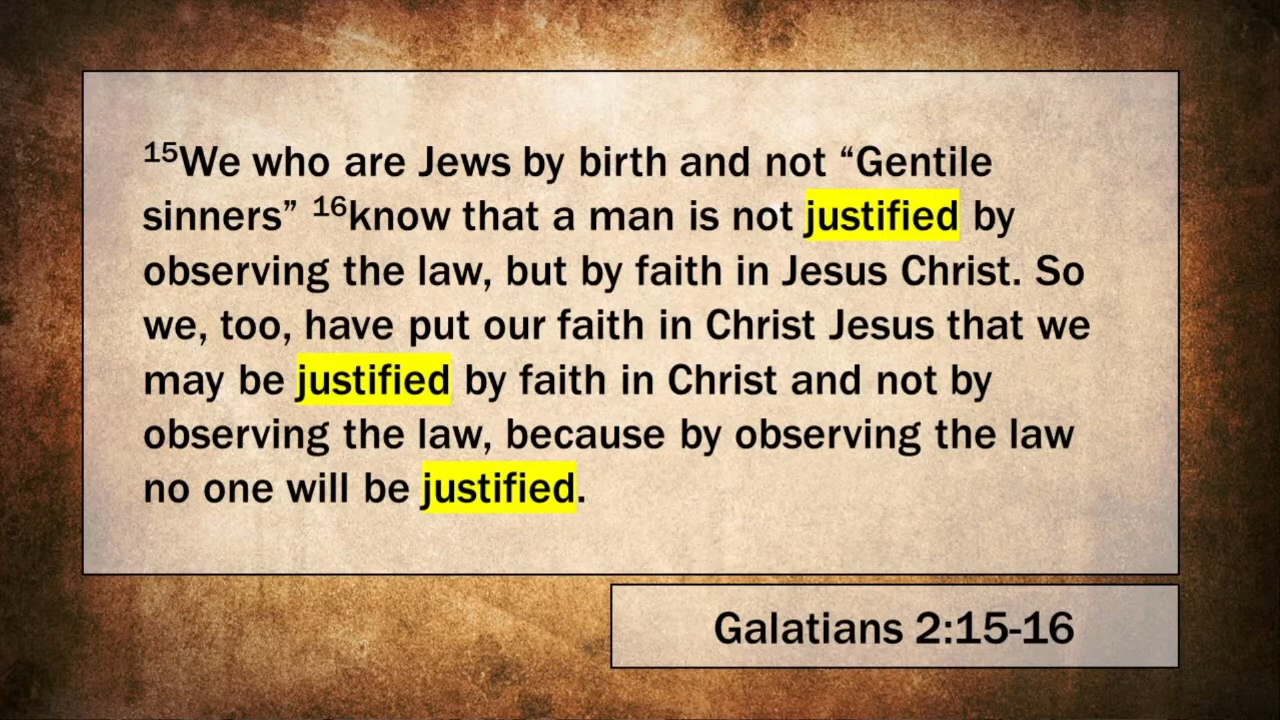 ¹⁵We who are Jews by birth and not “Gentile
sinners” ¹⁶know that a man is not justified by
observing the law, but by faith in Jesus Christ. So
we, too, have put our faith in Christ Jesus that we
may be justified by faith in Christ and not by
observing the law, because by observing the law
no one will be justified.
Galatians 2:15-16